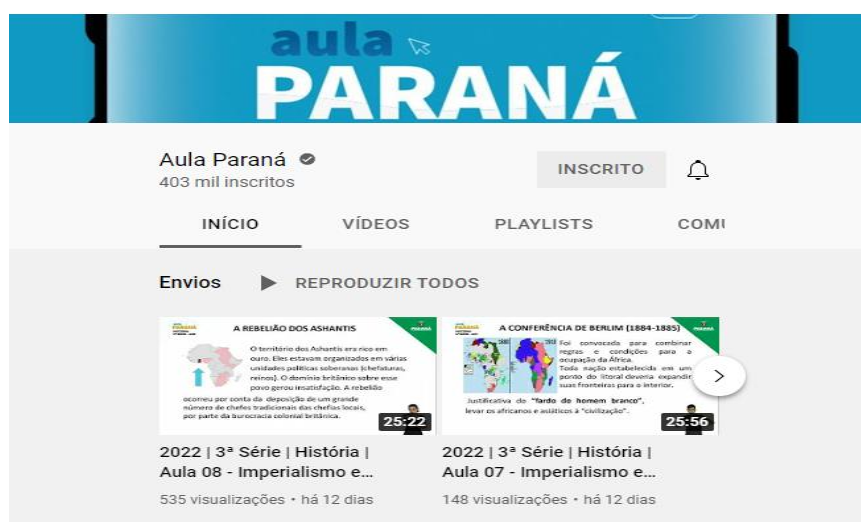 aula
PARANÁ
Aula Paraná
403 mil inscritos
INSCRITO
INÍCIO VÍDEOS PLAYLISTS COMU
Envios REPRODUZIR TODOS
A REBELIÃO DOS ASHANTIS
O território dos Ashantis era rico em
ouro. Eles estavam organizados em várias
unidades políticas soberanas (chefaturas,
reinos). O domínio britânico sobre esse
povo gerou insatisfação. A rebelião
ocorreu por conta da deposição de um grande
número de chefes tradicionais das chefias locais,
por parte da burocracia colonial britânica.
25:22
A CONFERÊNCIA DE BERLIM (1884-1885)
Foi convocada para combinar
regras e condições para a
ocupação da África.
Toda nação estabelecida em um
ponto do litoral deveria expandir
suas fronteiras para o interior.
Justificativa do "fardo do homem branco",
levar os africanos e asiáticos à "civilização".
25:56
2022 | 3ª Série | História |
Aula 08 - Imperialismo e...
535 visualizações • há 12 dias
2022 | 3ª Série | História |
Aula 07 - Imperialismo e...
148 visualizações • há 12 dias